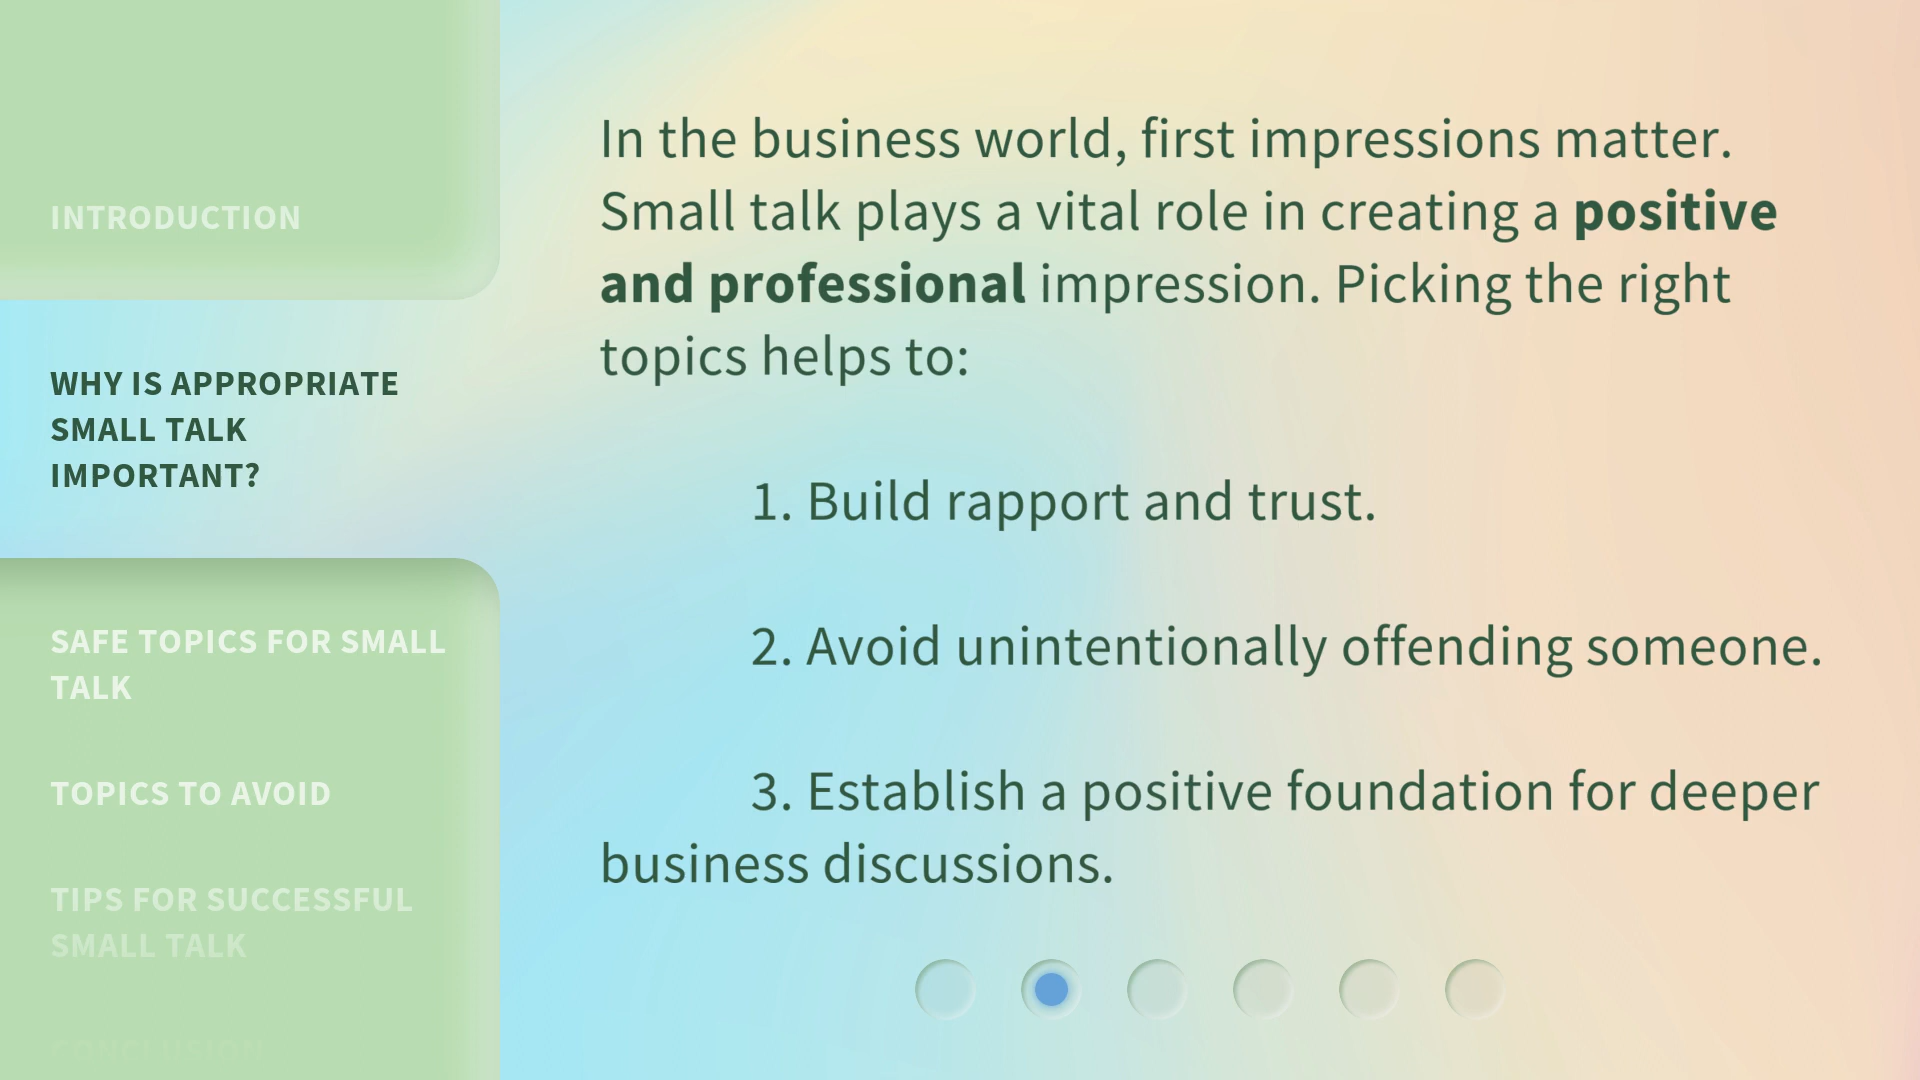 INTRODUCTION
WHY IS APPROPRIATE
SMALL TALK
IMPORTANT?
SAFE TOPICS FOR SMALL
TALK
TOPICS TO AVOID
TIPS FOR SUCCESSFUL
SMALL TALK
CONCLUSION
In the business world, first impressions matter.
Small talk plays a vital role in creating a positive
and professional impression. Picking the right
topics helps to:
1. Build rapport and trust.
2. Avoid unintentionally offending someone.
3. Establish a positive foundation for deeper
business discussions.